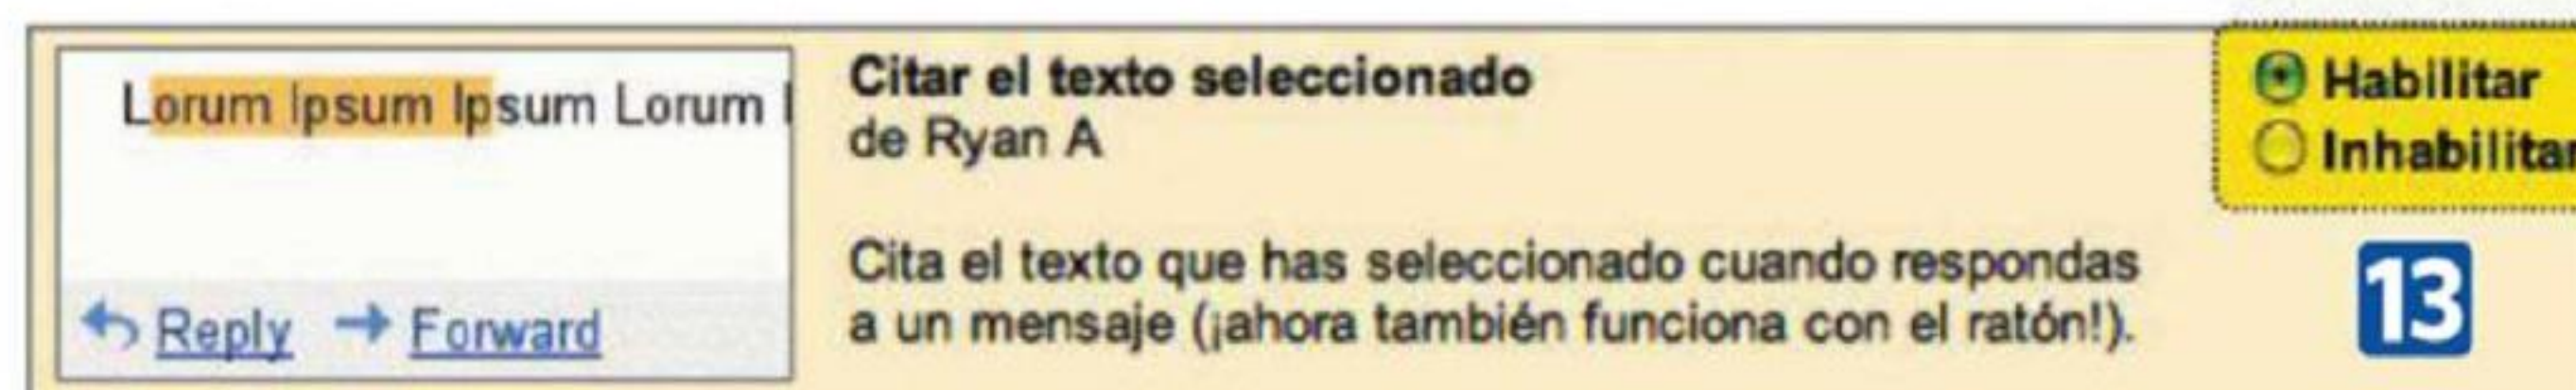 Lorum Ipsum Ipsum Lorum
Reply Forward
Citar el texto seleccionado
de Ryan A
Cita el texto que has seleccionado cuando respondas
a un mensaje (¡ahora también funciona con el ratón!).
Habilitar
Inhabilitar
13